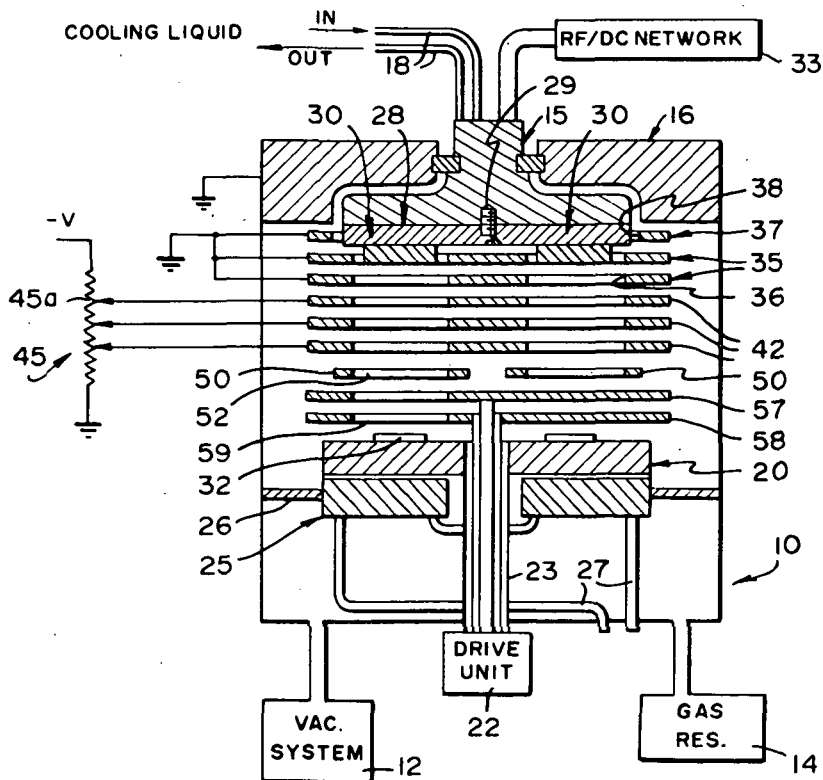 IN
COOLING LIQUID
OUT
18
RF/DC NETWORK
33
29
30
28
15
30
16
38
37
-V
35
45a
36
45
42
50
50
52
57
59
58
32
20
26
25
23
27
10
DRIVE
UNIT
22
VAC.
SYSTEM
12
GAS
RES.
14